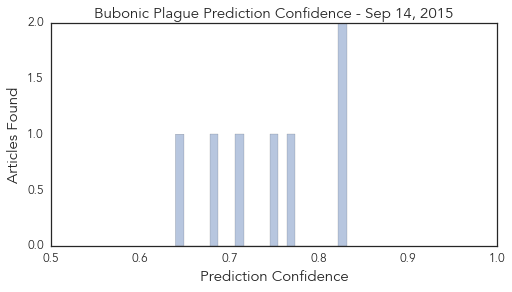 Bubonic Plague Prediction Confidence - Sep 14, 2015
2.0
1.5
1.0
0.5
0.0
Articles Found
0.5 0.6 0.7 0.8 0.9 1.0
Prediction Confidence